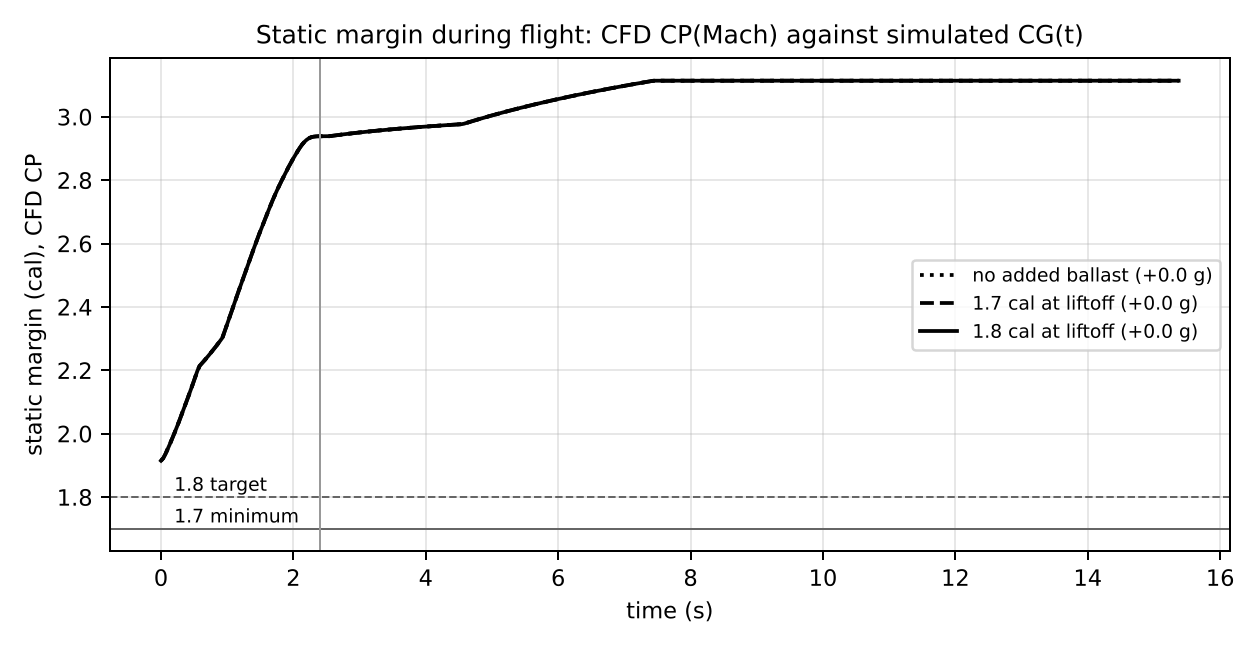 Static margin during flight: CFD CP(Mach) against simulated CG(t)
static margin (cal), CFD CP
3.0
2.8
2.6
2.4
2.2
2.0
1.8
no added ballast (+0.0 g)
1.7 cal at liftoff (+0.0 g)
1.8 cal at liftoff (+0.0 g)
1.8 target
1.7 minimum
0 2 4 6 8 10 12 14 16
time (s)